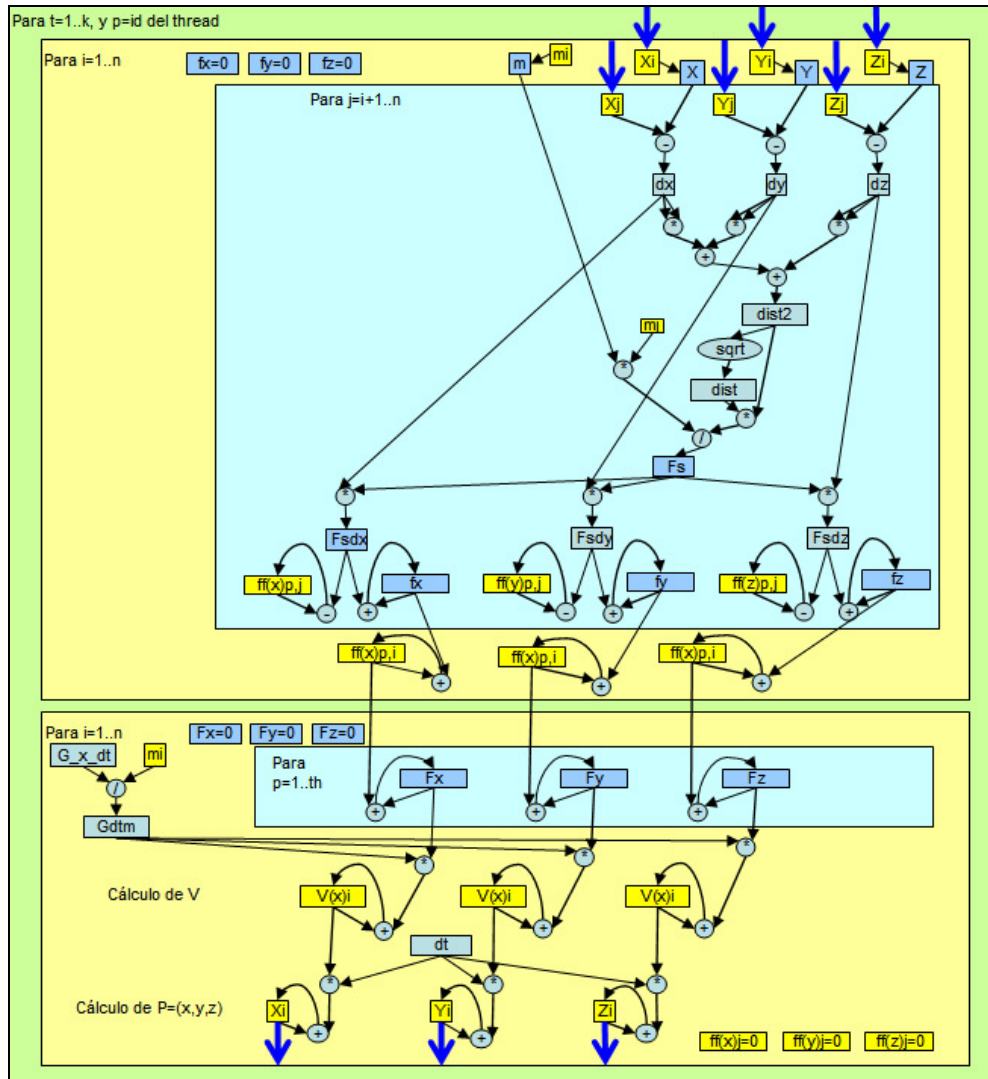 Para t=1..k, y p=id del thread
Para i=1..n
fx=0 fy=0 fz=0
m mi Xi X Yi Y Zi Z
Para j=i+1..n
Xj Yj Zj
- - -
dx dy dz
* * *
+
+
dist2
mj
sqrt
*
dist
*
/
Fs
* * *
Fsdx Fsdy Fsdz
ff(x)p,j fx ff(y)p,j fy ff(z)p,j fz
- + - + - +
ff(x)p,i ff(x)p,i ff(x)p,i
+ + +
Para i=1..n Fx=0 Fy=0 Fz=0
G_x_dt mi
Para
p=1..th
Fx Fy Fz
/
+ + +
Gdtm
* * *
Cálculo de V
V(x)i V(x)i V(x)i
+ + +
dt
* * *
Cálculo de P=(x,y,z)
Xi Yi Zi
+ + +
ff(x)j=0 ff(y)j=0 ff(z)j=0